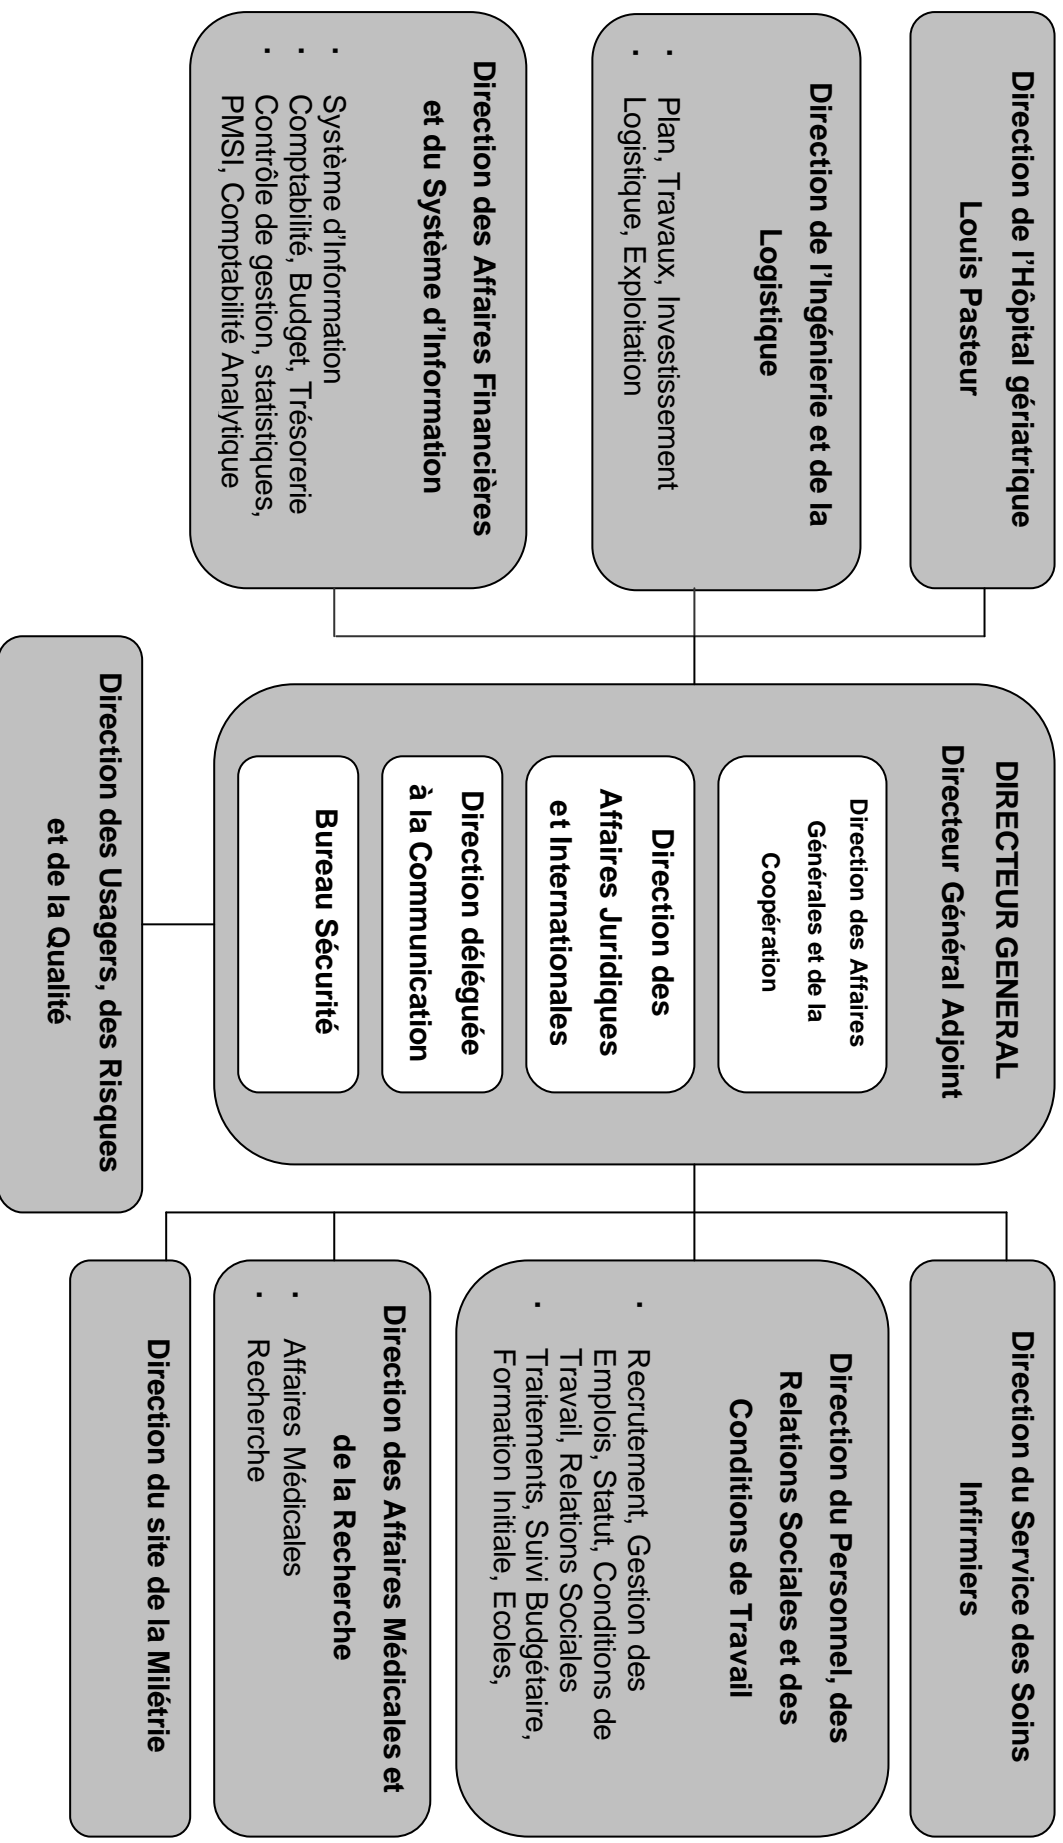 Direction de l'Hôpital gériatrique
Louis Pasteur
Direction de l'Ingénierie et de la
Logistique
. Plan, Travaux, Investissement
. Logistique, Exploitation
Direction des Affaires Financières
et du Système d'Information
. Système d'Information
. Comptabilité, Budget, Trésorerie
. Contrôle de gestion, statistiques,
PMSI, Comptabilité Analytique
DIRECTEUR GENERAL
Directeur Général Adjoint
Direction des Affaires
Générales et de la
Coopération
Direction des
Affaires Juridiques
et Internationales
Direction déléguée
à la Communication
Bureau Sécurité
Direction des Usagers, des Risques
et de la Qualité
Direction du Service des Soins
Infirmiers
Direction du Personnel, des
Relations Sociales et des
Conditions de Travail
. Recrutement, Gestion des
Emplois, Statut, Conditions de
Travail, Relations Sociales
. Traitements, Suivi Budgétaire,
Formation Initiale, Ecoles,
Direction des Affaires Médicales et
de la Recherche
. Affaires Médicales
. Recherche
Direction du site de la Milétrie